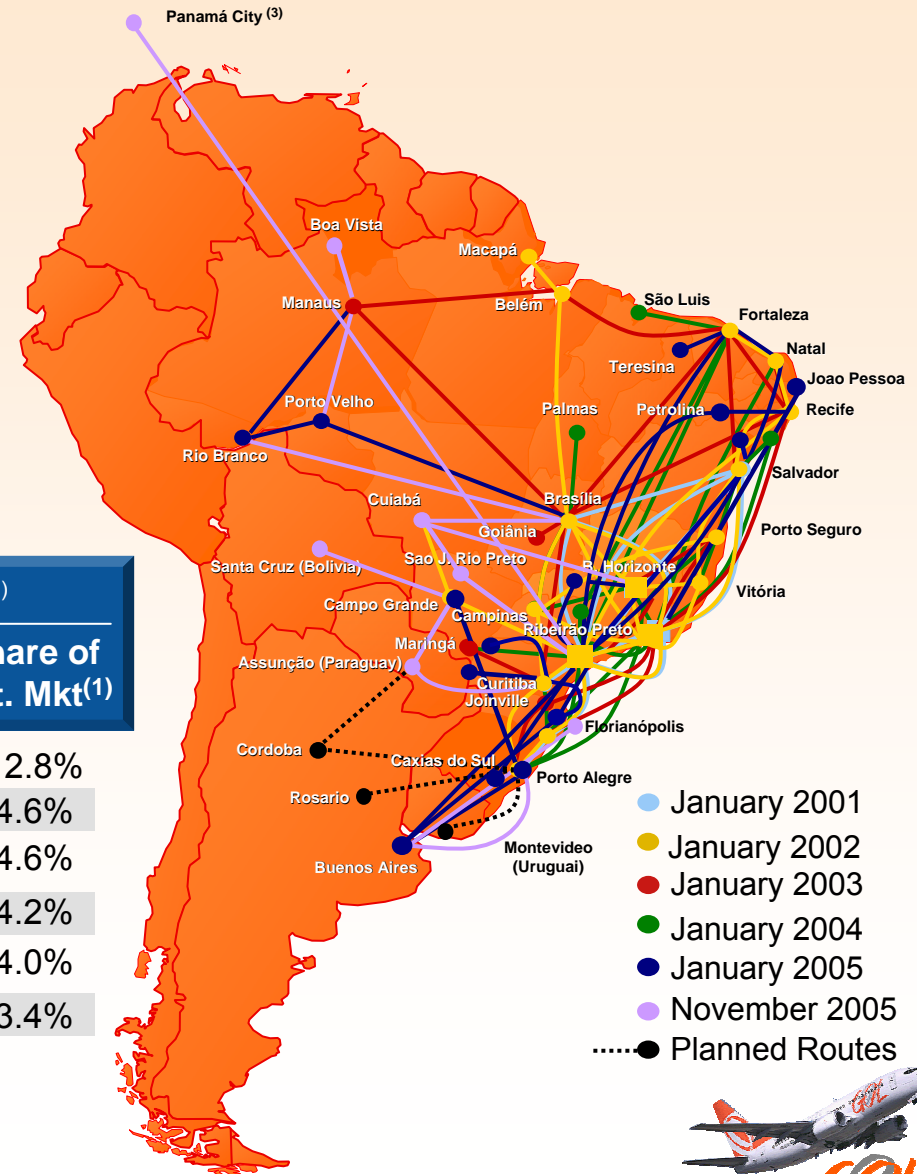 Panamá City (3)
Boa Vista
Macapá
Manaus
Belém
São Luis
Fortaleza
Natal
Teresina
Joao Pessoa
Porto Velho
Palmas
Petrolina
Recife
Rio Branco
Salvador
Cuiabá
Brasília
Goiânia
Porto Seguro
Santa Cruz (Bolivia)
Sao J. Rio Preto
B. Horizonte
Vitória
Campo Grande
Campinas
Ribeirão Preto
Maringá
Assunção (Paraguay)
Curitiba
Joinville
Florianópolis
Cordoba
Caxias do Sul
Porto Alegre
Rosario
Montevideo
(Uruguai)
Buenos Aires
)
hare of
t. Mkt(1)
2.8%
4.6%
4.6%
4.2%
4.0%
3.4%
January 2001
January 2002
January 2003
January 2004
January 2005
November 2005
Planned Routes
GOL